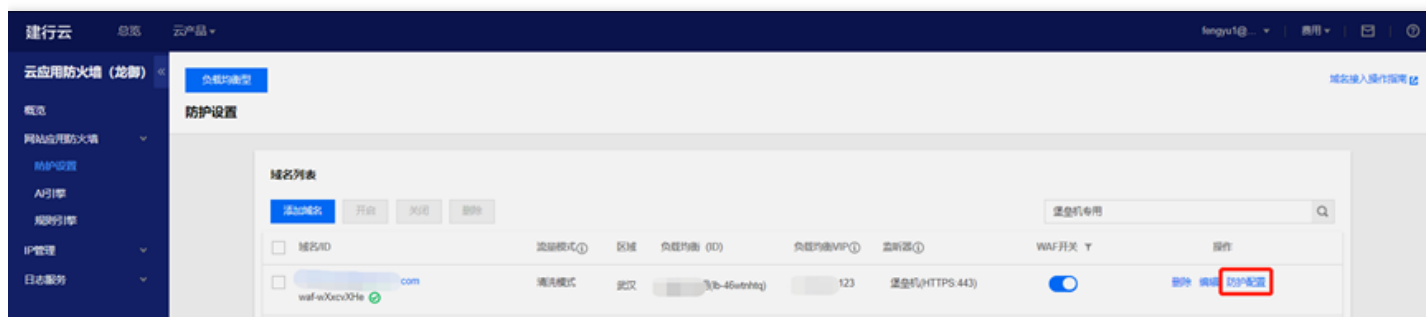 建行云 总览 云产品 fengyu1@... 费用
云应用防火墙（龙御） 负载均衡型 域名接入操作指南
概览 防护设置
网站应用防火墙
防护设置
域名列表
AI引擎
添加域名 开启 关闭 删除 堡垒机专用
规则引擎
IP管理 域名/ID 流量模式 区域 负载均衡 (ID) 负载均衡VIP 监听器 WAF开关 操作
日志服务 com 清洗模式 武汉 (lb-46wtnhtq) 123 堡垒机(HTTPS:443) 删除 编辑 防护配置
waf-wXxcvXHe